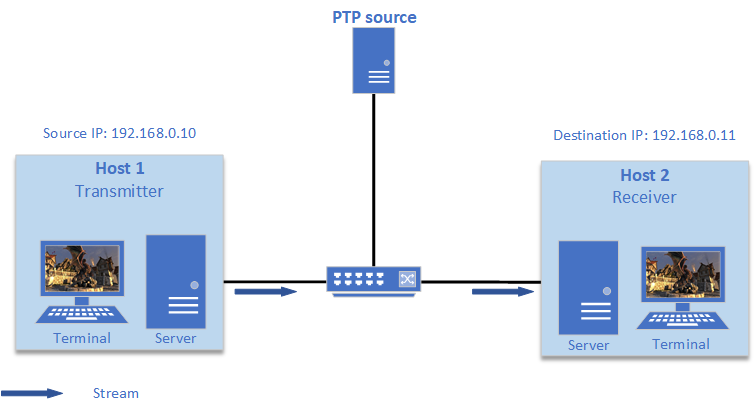 PTP source
Source IP: 192.168.0.10
Destination IP: 192.168.0.11
Host 1
Transmitter
Host 2
Receiver
Terminal
Server
Server
Terminal
Stream